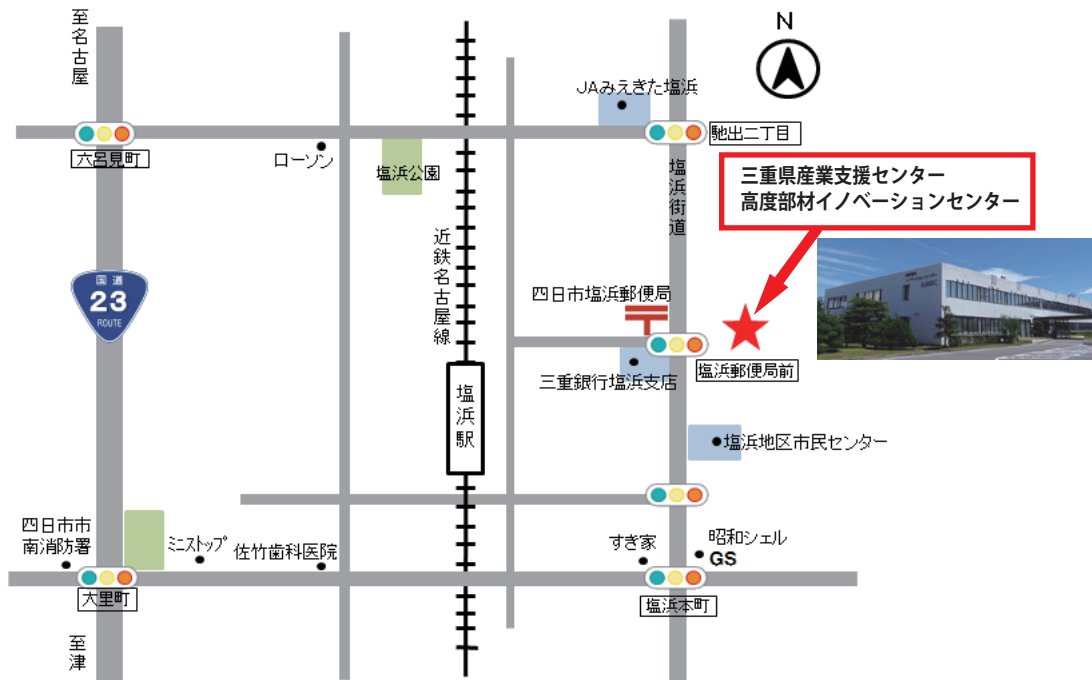 至名古屋
N
JAみえきた塩浜
馳出二丁目
六呂見町
ローソン
塩浜公園
塩浜街道
三重県産業支援センター
高度部材イノベーションセンター
近鉄名古屋線
国道
23
ROUTE
四日市塩浜郵便局
塩浜郵便局前
三重銀行塩浜支店
塩浜駅
塩浜地区市民センター
四日市市
南消防署
ミニストップ
佐竹歯科医院
すき家
昭和シェル
GS
大里町
塩浜本町
至津